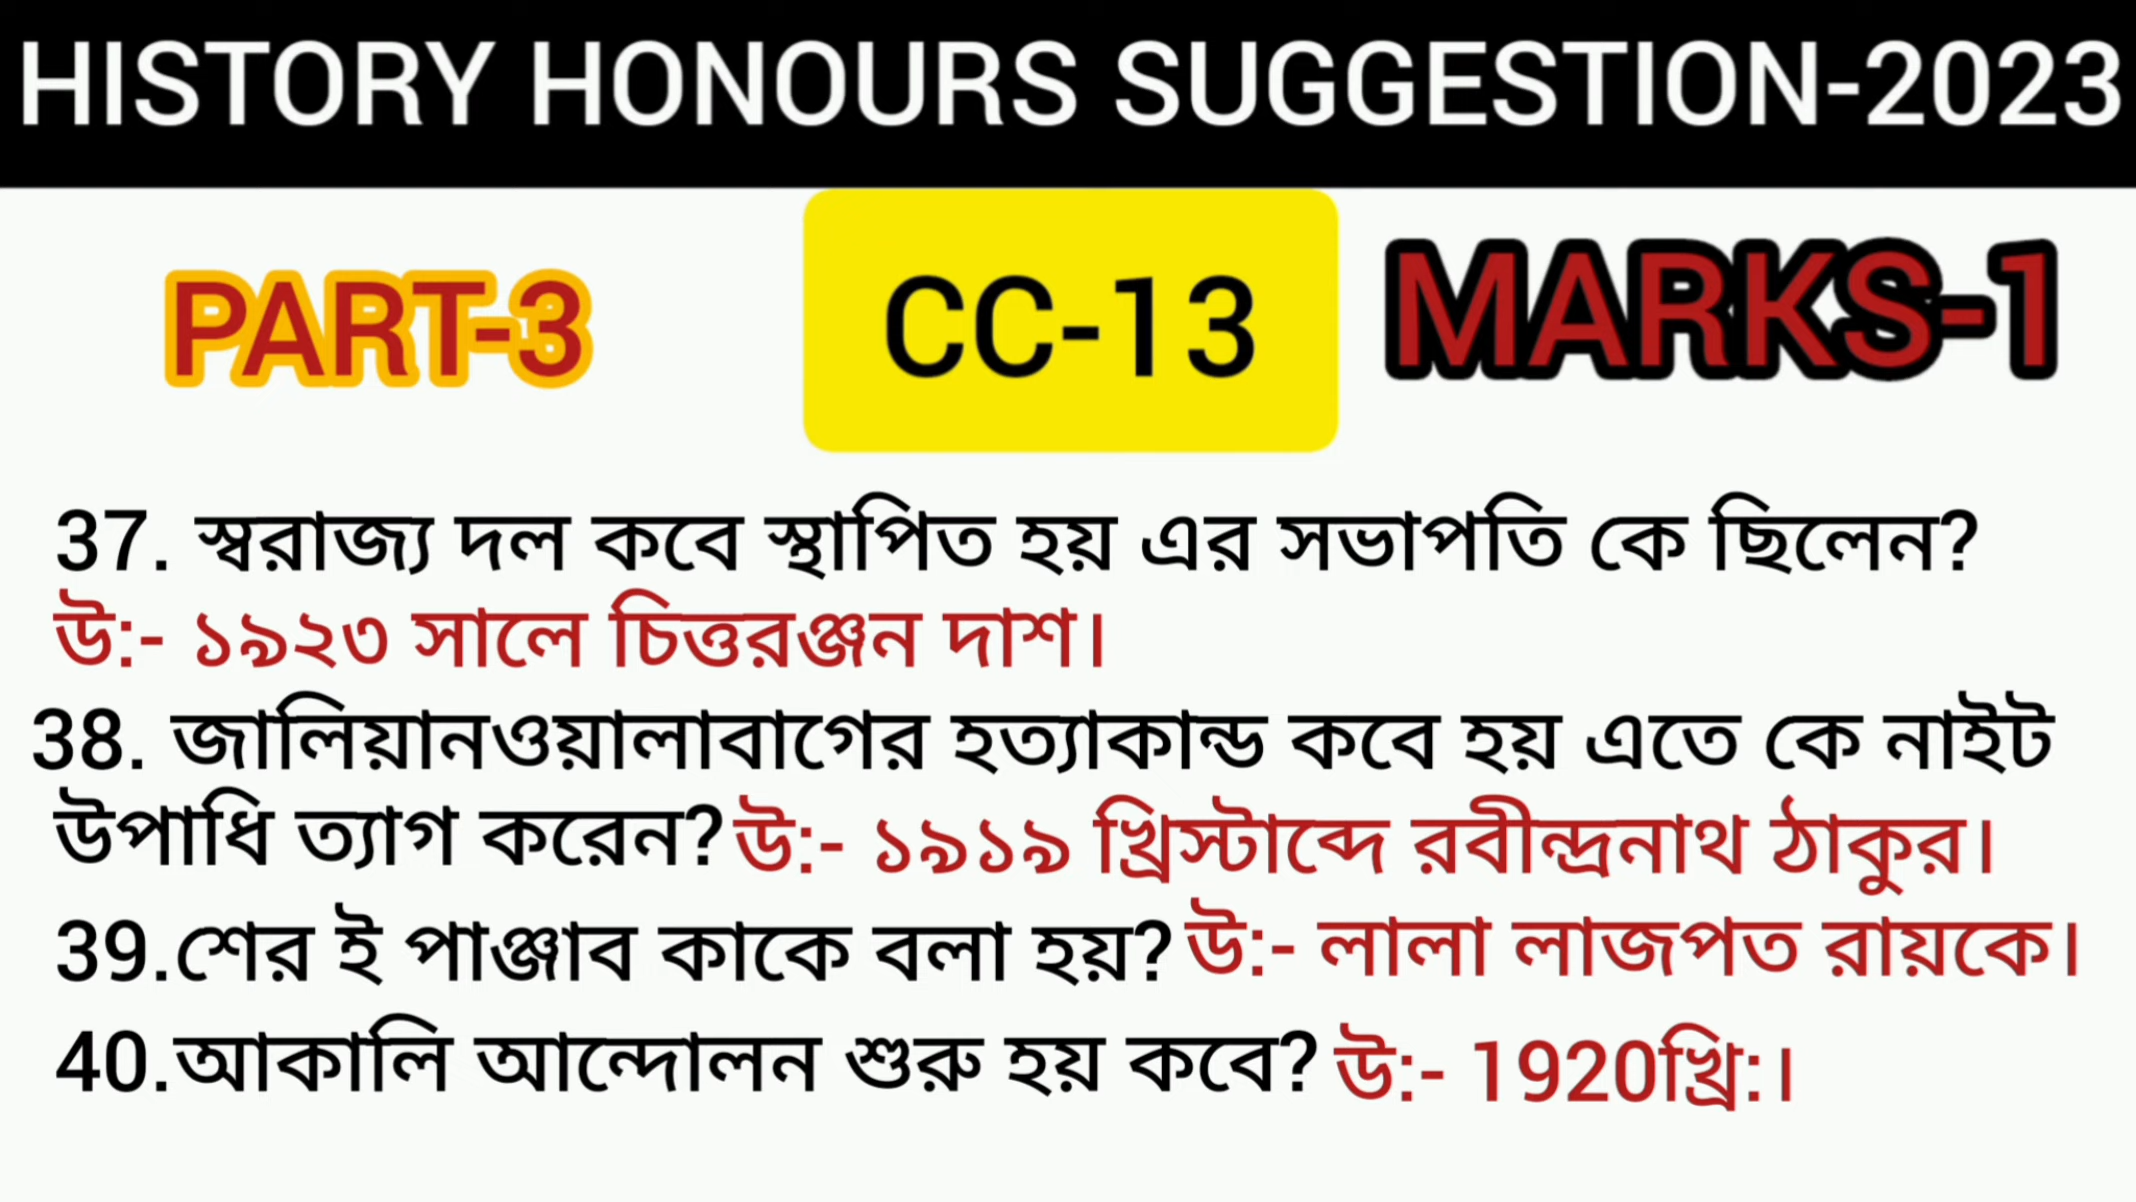 HISTORY HONOURS SUGGESTION-2023
PART-3
CC-13
MARKS-1
37. স্বরাজ্য দল কবে স্থাপিত হয় এর সভাপতি কে ছিলেন?
উ:- ১৯২৩ সালে চিত্তরঞ্জন দাশ।
38. জালিয়ানওয়ালাবাগের হত্যাকান্ড কবে হয় এতে কে নাইট
উপাধি ত্যাগ করেন? উ:- ১৯১৯ খ্রিস্টাব্দে রবীন্দ্রনাথ ঠাকুর।
39.শের ই পাঞ্জাব কাকে বলা হয়? উ:- লালা লাজপত রায়কে।
40.আকালি আন্দোলন শুরু হয় কবে? উ:- 1920খ্রি:।